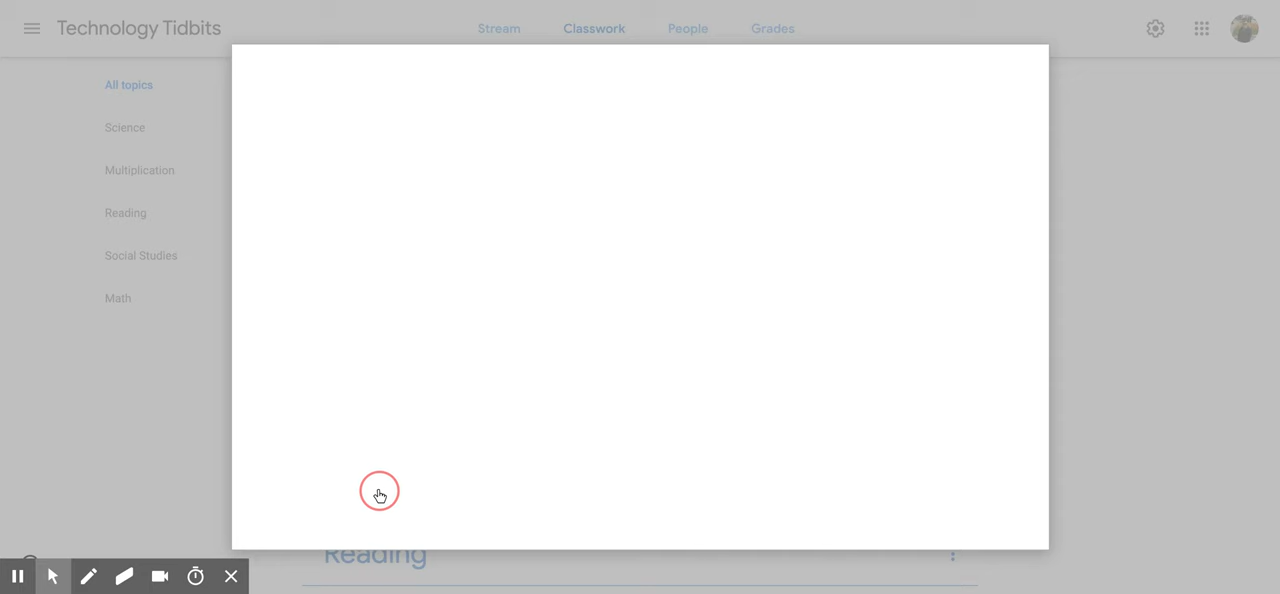 Technology Tidbits
Stream
Classwork
People
Grades
All topics
Science
Multiplication
Reading
Social Studies
Math
Reading